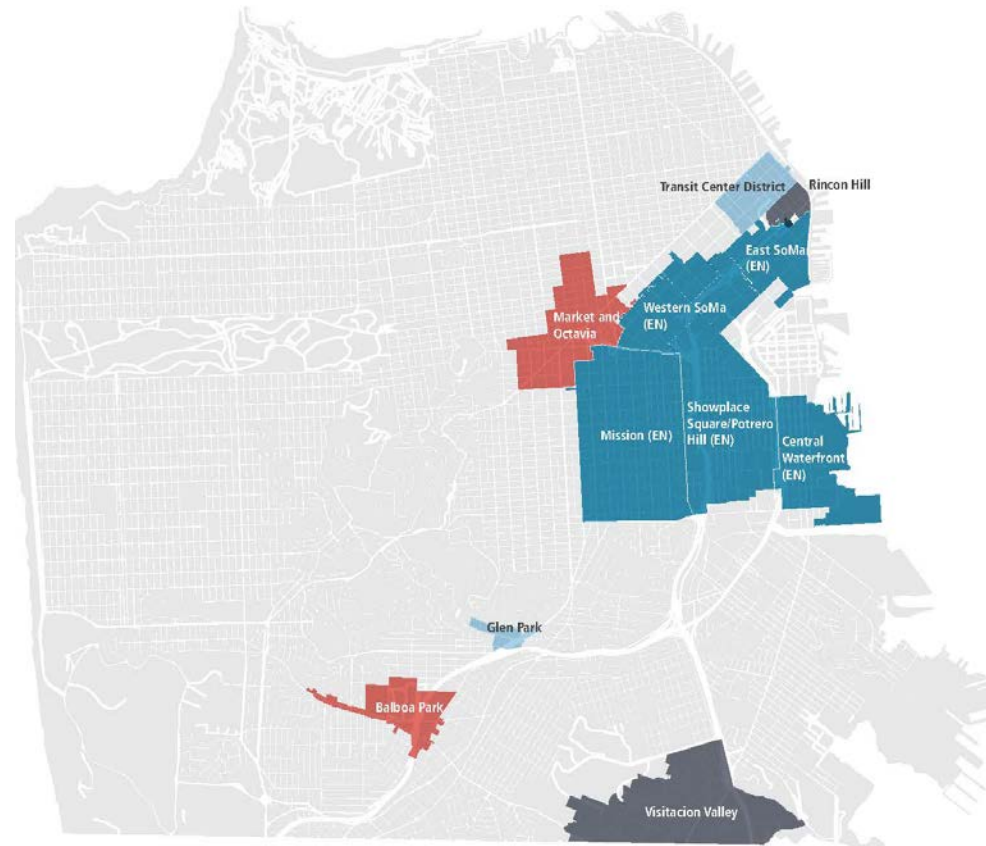 Transit Center District
Rincon Hill
East SoMa
(EN)
Western SoMa
(EN)
Market and
Octavia
Mission (EN)
Showplace
Square/Potrero
Hill (EN)
Central
Waterfront
(EN)
Glen Park
Balboa Park
Visitacion Valley